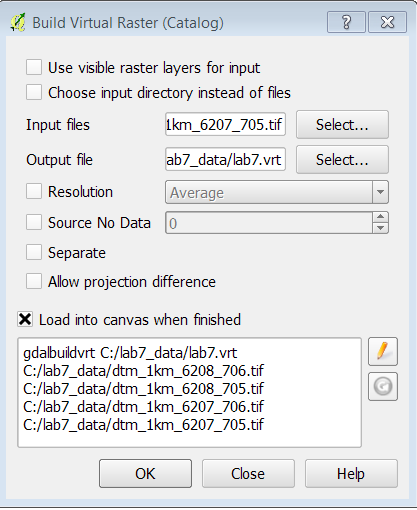 Build Virtual Raster (Catalog)
Use visible raster layers for input
Choose input directory instead of files
Input files 1km_6207_705.tif Select...
Output file ab7_data/lab7.vrt Select...
Resolution Average
Source No Data 0
Separate
Allow projection difference
Load into canvas when finished
gdalbuildvrt C:/lab7_data/lab7.vrt
C:/lab7_data/dtm_1km_6208_706.tif
C:/lab7_data/dtm_1km_6208_705.tif
C:/lab7_data/dtm_1km_6207_706.tif
C:/lab7_data/dtm_1km_6207_705.tif
OK Close Help